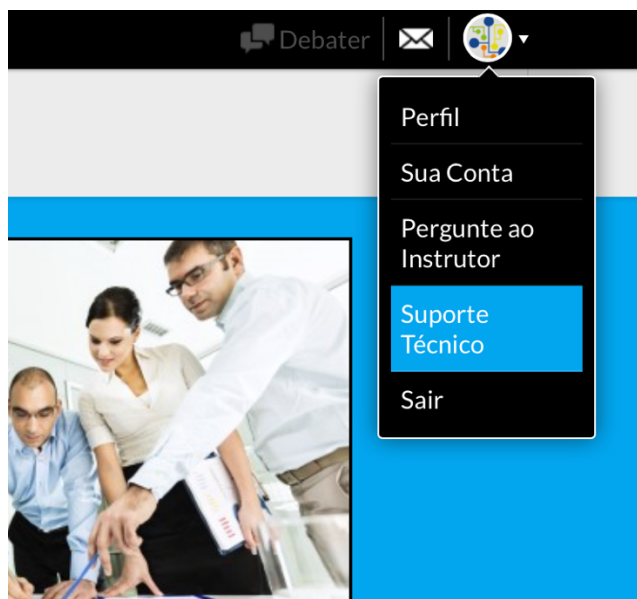 Debater
Perfil
Sua Conta
Pergunte ao
Instrutor
Suporte
Técnico
Sair